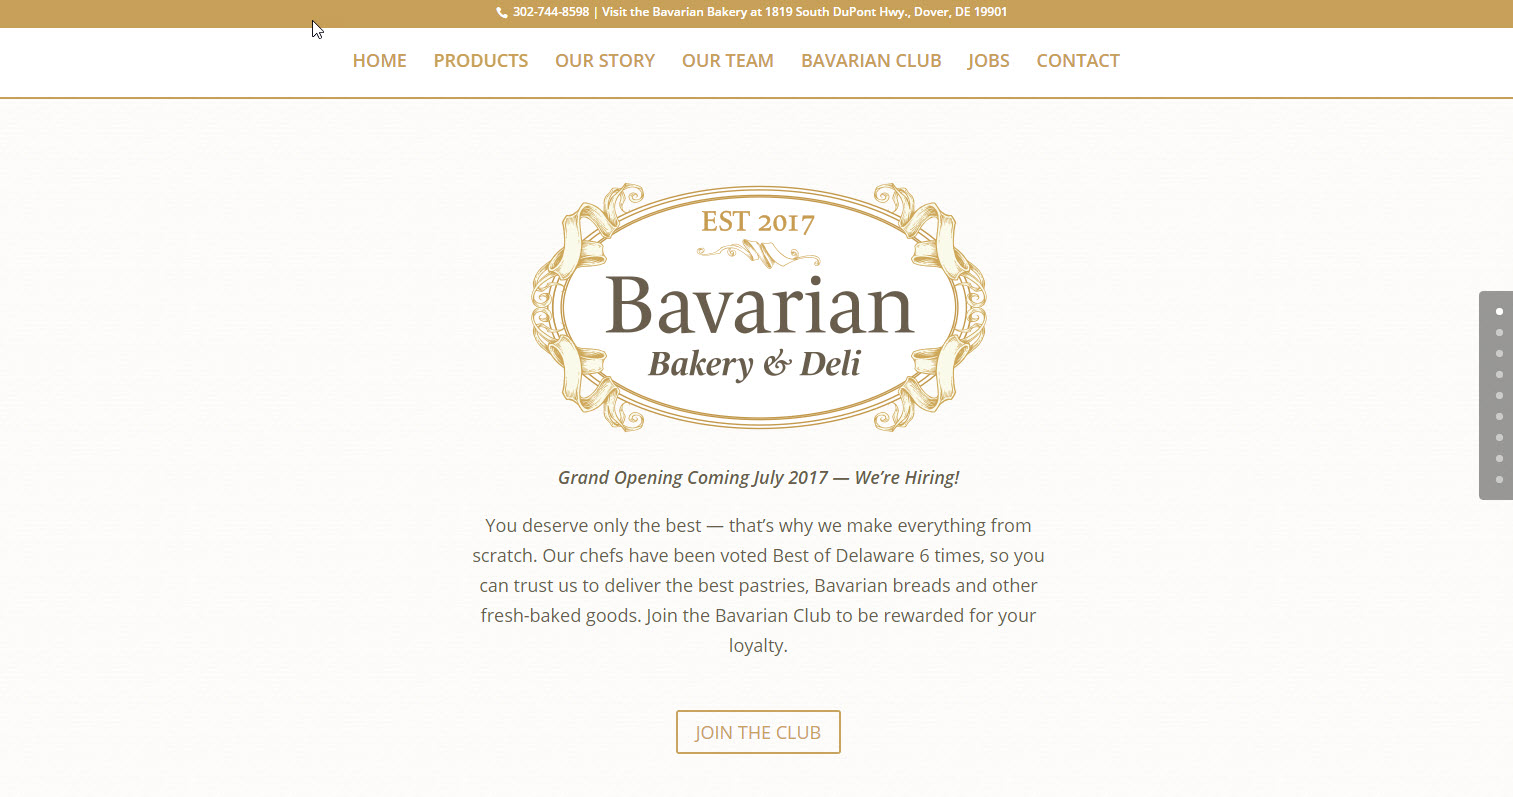 302-744-8598 | Visit the Bavarian Bakery at 1819 South DuPont Hwy., Dover, DE 19901
HOME PRODUCTS OUR STORY OUR TEAM BAVARIAN CLUB JOBS CONTACT
EST 2017
Bavarian
Bakery & Deli
Grand Opening Coming July 2017 — We’re Hiring!
You deserve only the best — that’s why we make everything from
scratch. Our chefs have been voted Best of Delaware 6 times, so you
can trust us to deliver the best pastries, Bavarian breads and other
fresh-baked goods. Join the Bavarian Club to be rewarded for your
loyalty.
JOIN THE CLUB